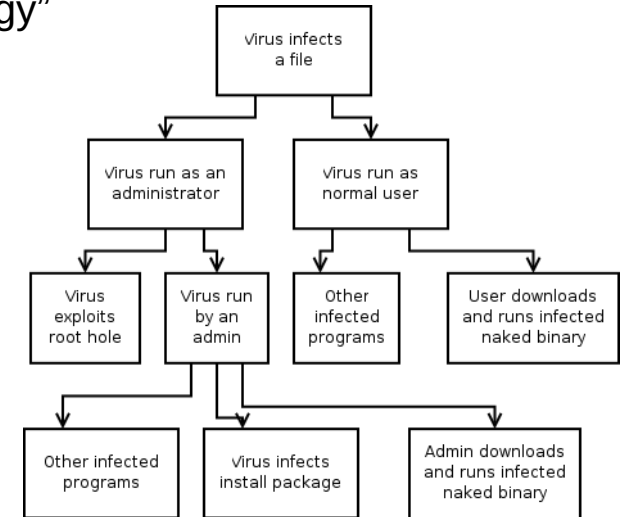 gy”
Virus infects
a file
Virus run as an
administrator
Virus run as
normal user
Virus
exploits
root hole
Virus run
by an
admin
Other
infected
programs
User downloads
and runs infected
naked binary
Other infected
programs
Virus infects
install package
Admin downloads
and runs infected
naked binary